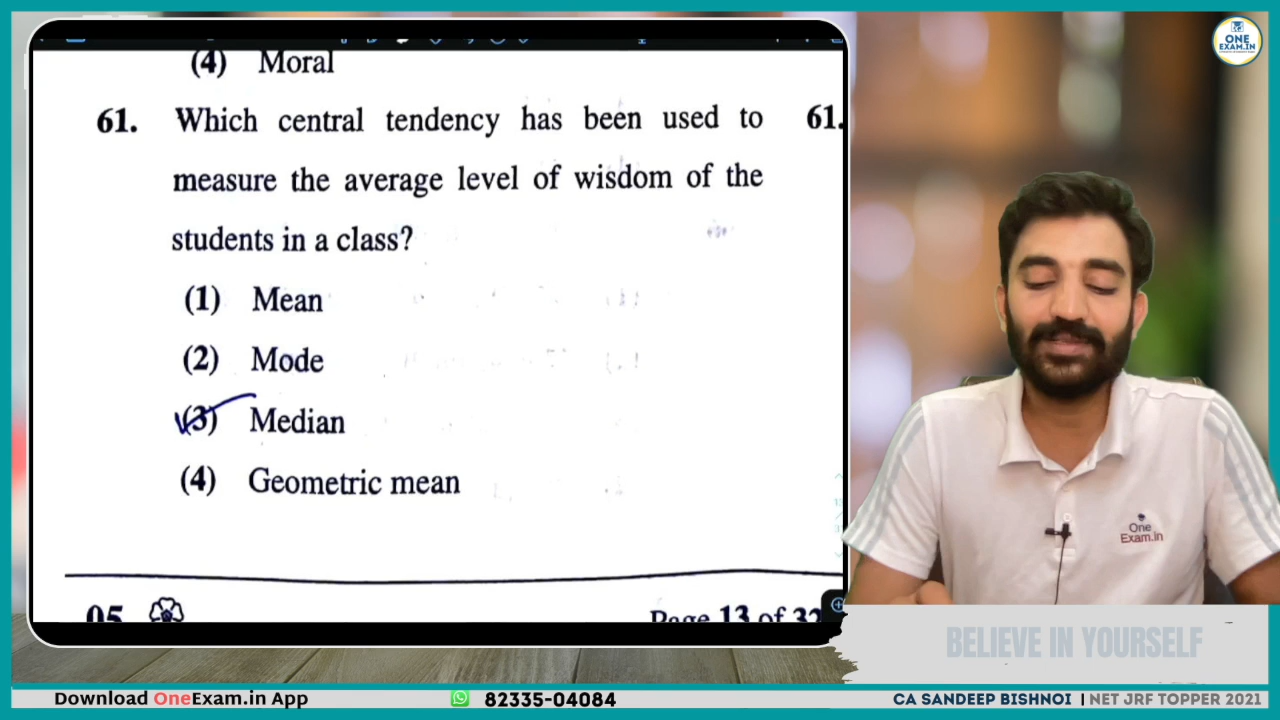 (4) Moral
61. Which central tendency has been used to
measure the average level of wisdom of the
students in a class?
(1) Mean
(2) Mode
(3) Median
(4) Geometric mean
61.
05
Page 13 of 32
ONE
EXAM.IN
One
Exam.in
BELIEVE IN YOURSELF
Download OneExam.in App
82335-04084
CA SANDEEP BISHNOI | NET JRF TOPPER 2021